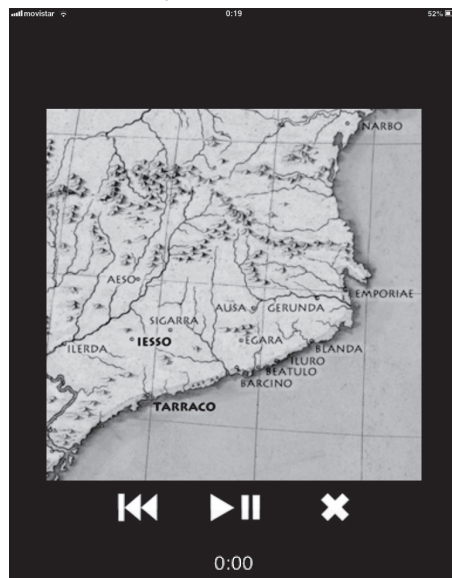 movistar 0:19 52%
NARBO
AESO
EMPORIAE
AUSA GERUNDA
SIGARRA
IESSO EGARA BLANDA
ILERDA ILURO
BEATULO
BARCINO
TARRACO
0:00